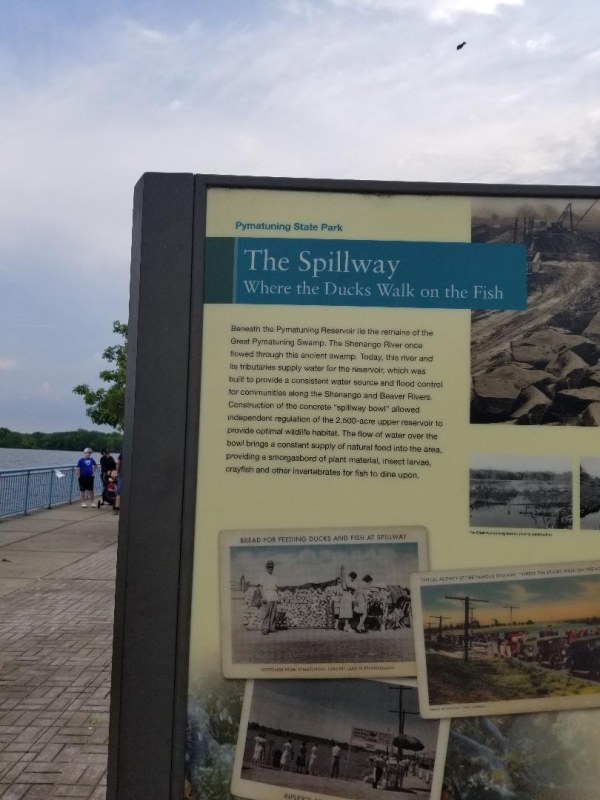 Pymatuning State Park
The Spillway
Where the Ducks Walk on the Fish
Beneath the Pymatuning Reservoir lie the remains of the
Great Pymatuning Swamp. The Shenango River once
flowed through this ancient swamp. Today, this river and
its tributaries supply water for the reservoir, which was
built to provide a consistent water source and flood control
for communities along the Shenango and Beaver Rivers.
Construction of the concrete "spillway bowl" allowed
independent regulation of the 2,500-acre upper reservoir to
provide optimal wildlife habitat. The flow of water over the
bowl brings a constant supply of natural food into the area,
providing a smorgasbord of plant material, insect larvae,
crayfish and other invertebrates for fish to dine upon.
BREAD FOR FEEDING DUCKS AND FISH AT SPILLWAY